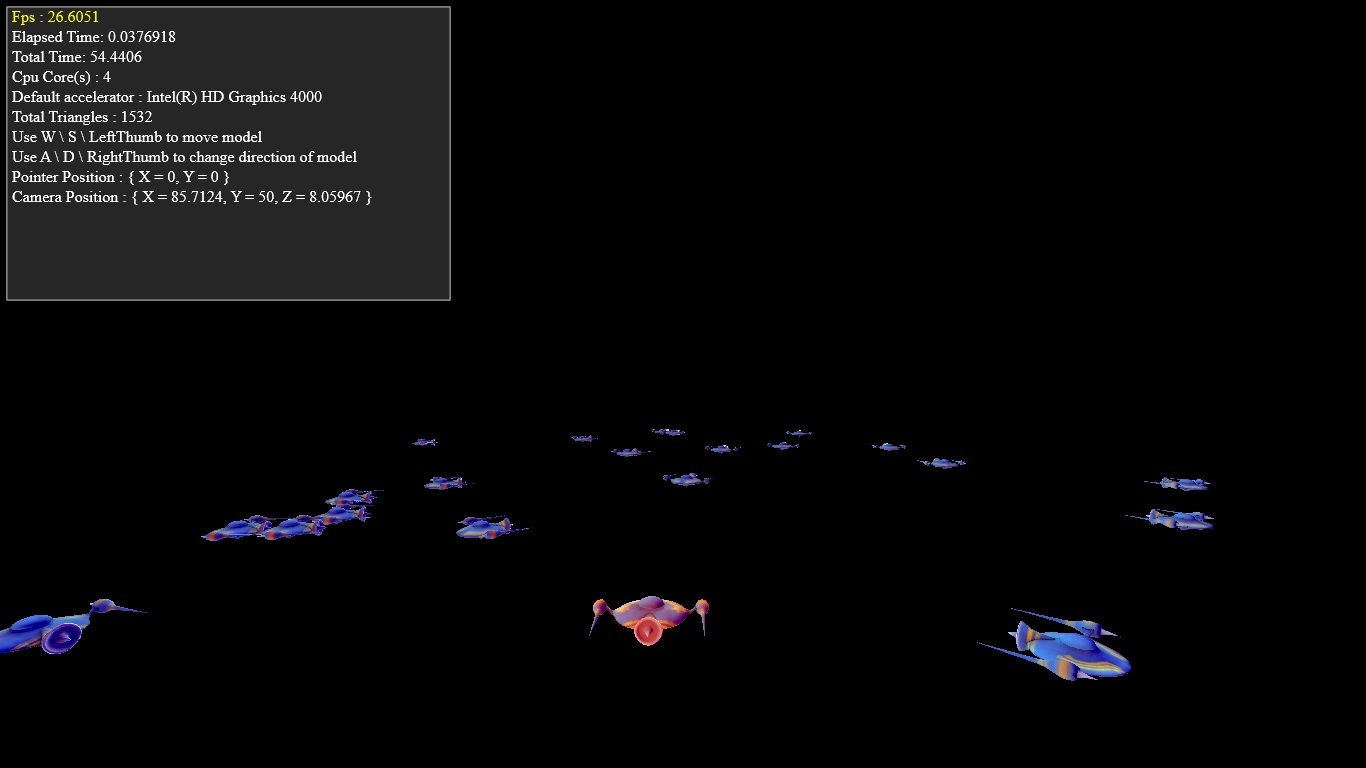 Fps : 26.6051
Elapsed Time: 0.0376918
Total Time: 54.4406
Cpu Core(s) : 4
Default accelerator : Intel(R) HD Graphics 4000
Total Triangles : 1532
Use W \ S \ LeftThumb to move model
Use A \ D \ RightThumb to change direction of model
Pointer Position : { X = 0, Y = 0 }
Camera Position : { X = 85.7124, Y = 50, Z = 8.05967 }